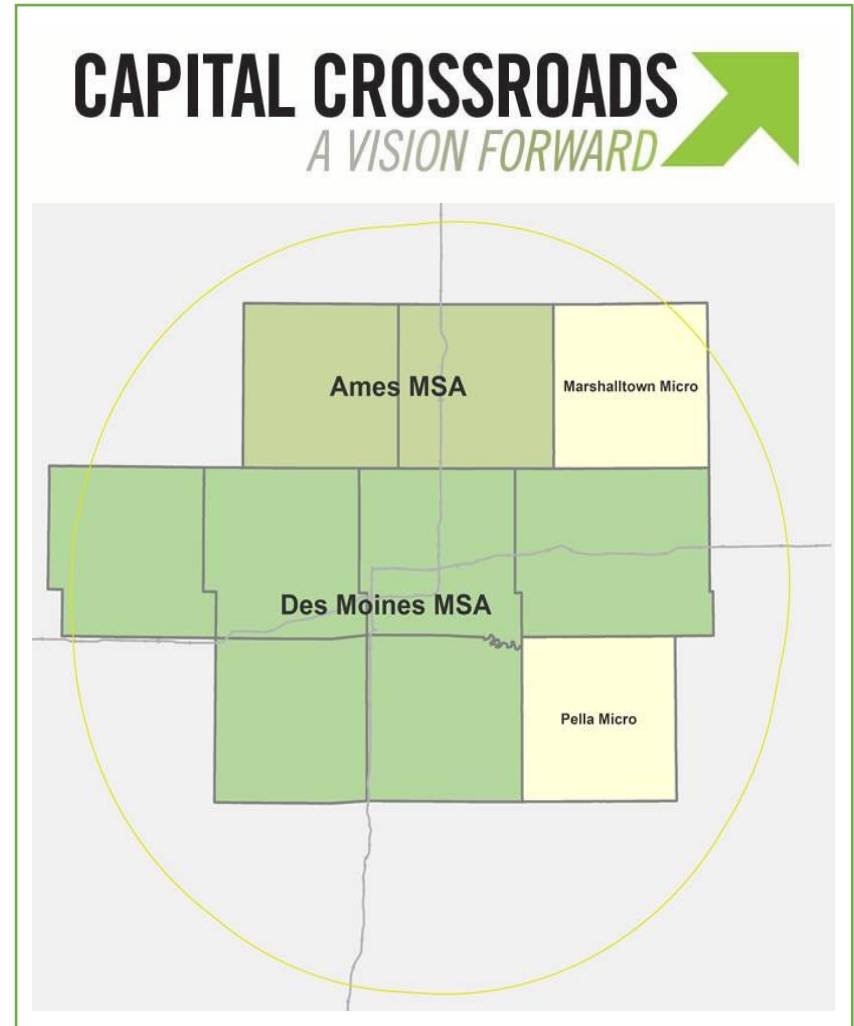 CAPITAL CROSSROADS
A VISION FORWARD
Ames MSA
Marshalltown Micro
Des Moines MSA
Pella Micro